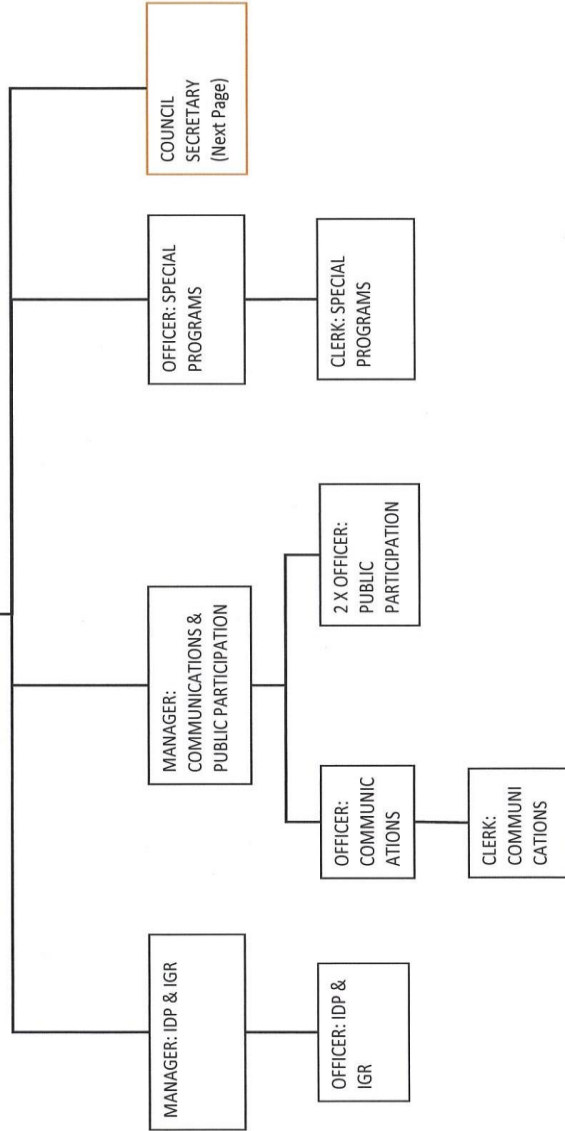 MANAGER: IDP & IGR
OFFICER: IDP &
IGR
MANAGER:
COMMUNICATIONS &
PUBLIC PARTICIPATION
OFFICER:
COMMUNIC
ATIONS
CLERK:
COMMUNI
CATIONS
2 X OFFICER:
PUBLIC
PARTICIPATION
OFFICER: SPECIAL
PROGRAMS
CLERK: SPECIAL
PROGRAMS
COUNCIL
SECRETARY
(Next Page)